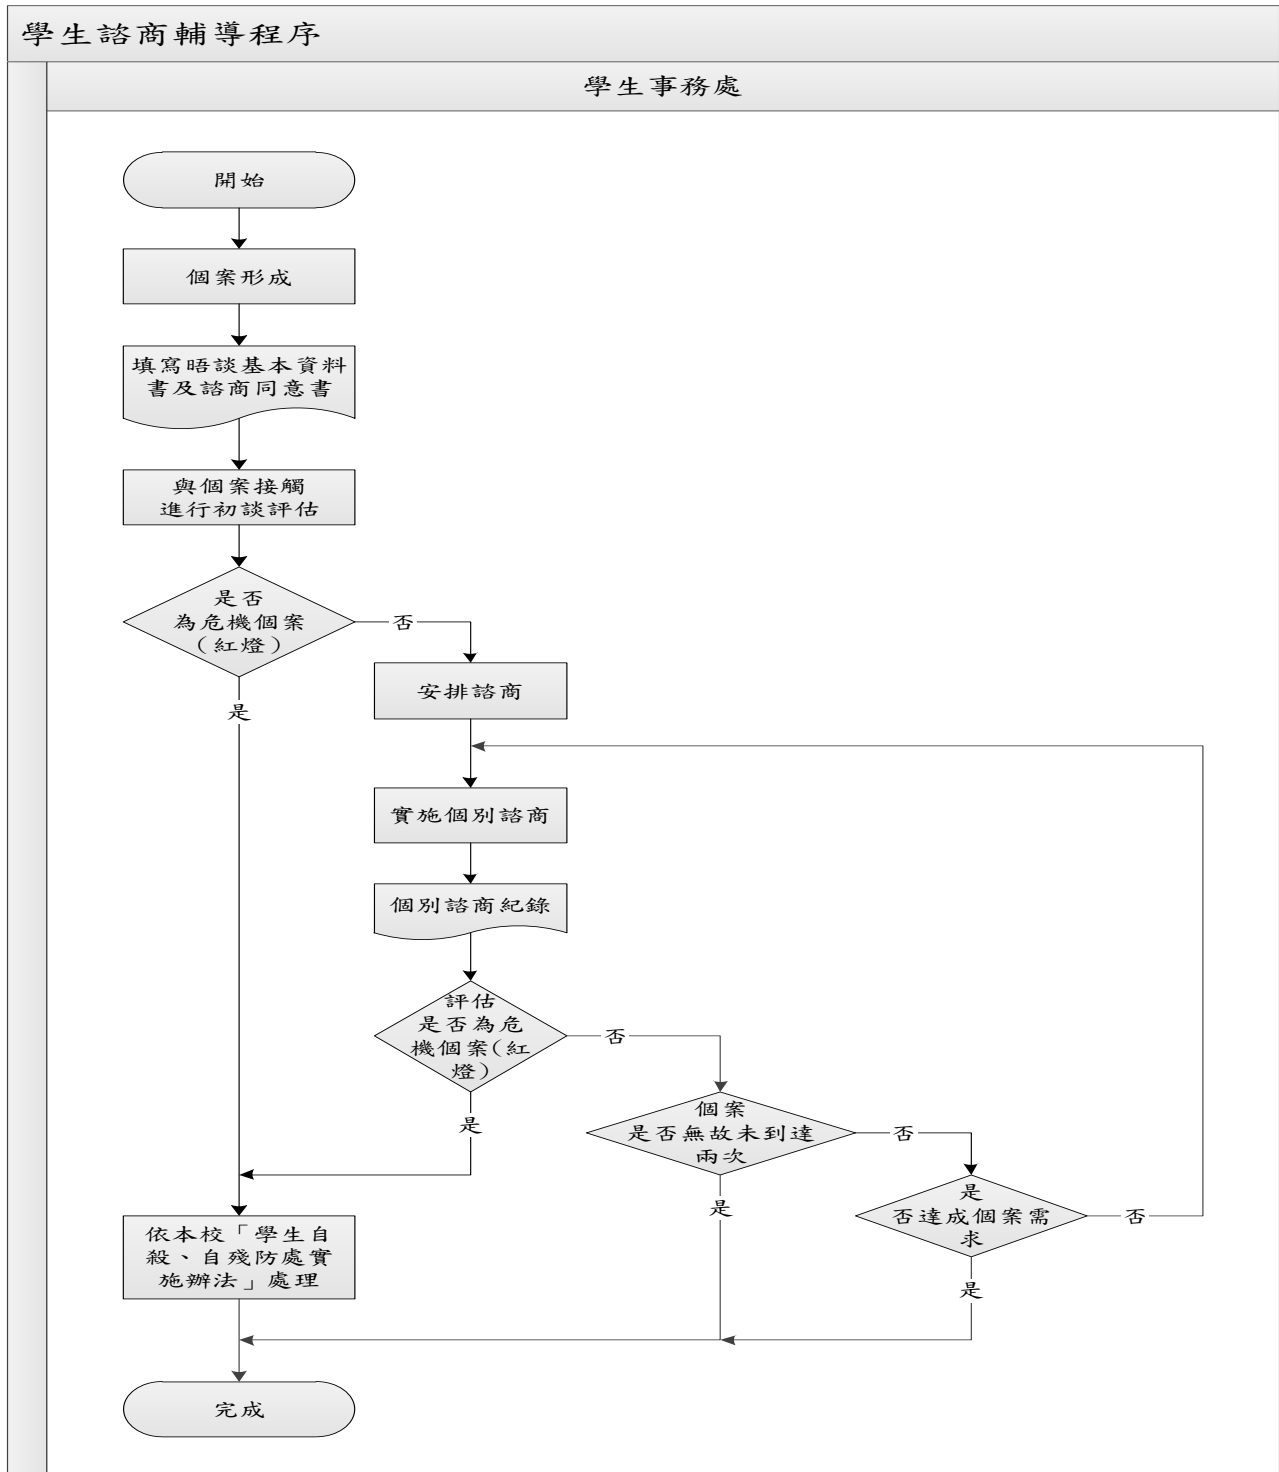 學生諮商輔導程序
學生事務處
開始
個案形成
填寫晤談基本資料
書及諮商同意書
與個案接觸
進行初談評估
是否
為危機個案
(紅燈)
否
是
安排諮商
實施個別諮商
個別諮商紀錄
評估
是否為危
機個案(紅
燈)
否
是
個案
是否無故未到達
兩次
否
是
是
否達成個案需
求
否
是
依本校「學生自
殺、自殘防處實
施辦法」處理
完成